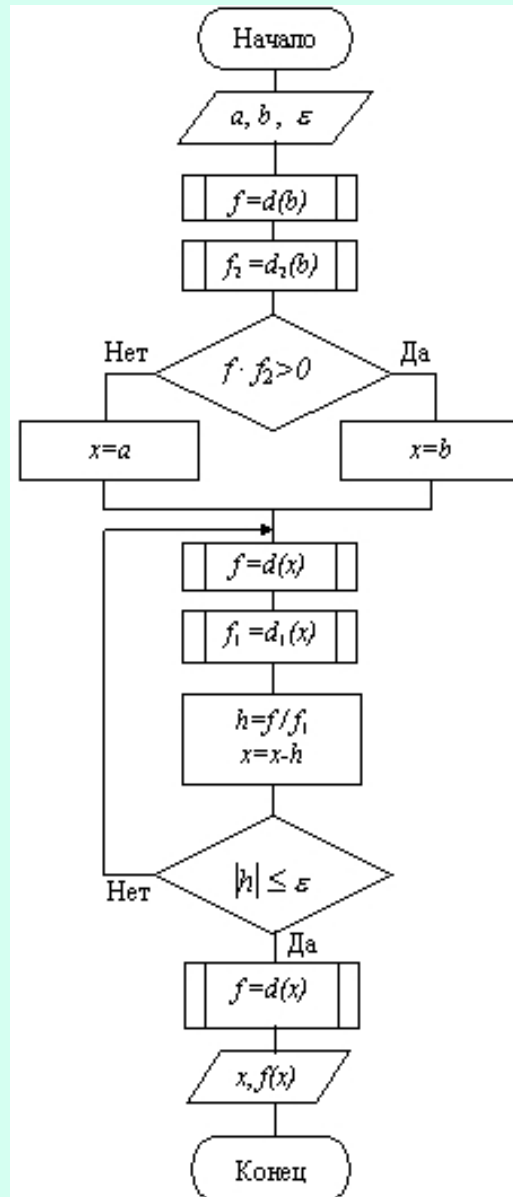 Начало
a, b, ε
f=d(b)
f₂=d₂(b)
Нет
f· f₂>0
Да
x=a
x=b
f=d(x)
f₁=d₁(x)
h=f/f₁
x=x-h
|h| ≤ ε
Нет
Да
f=d(x)
x, f(x)
Конец